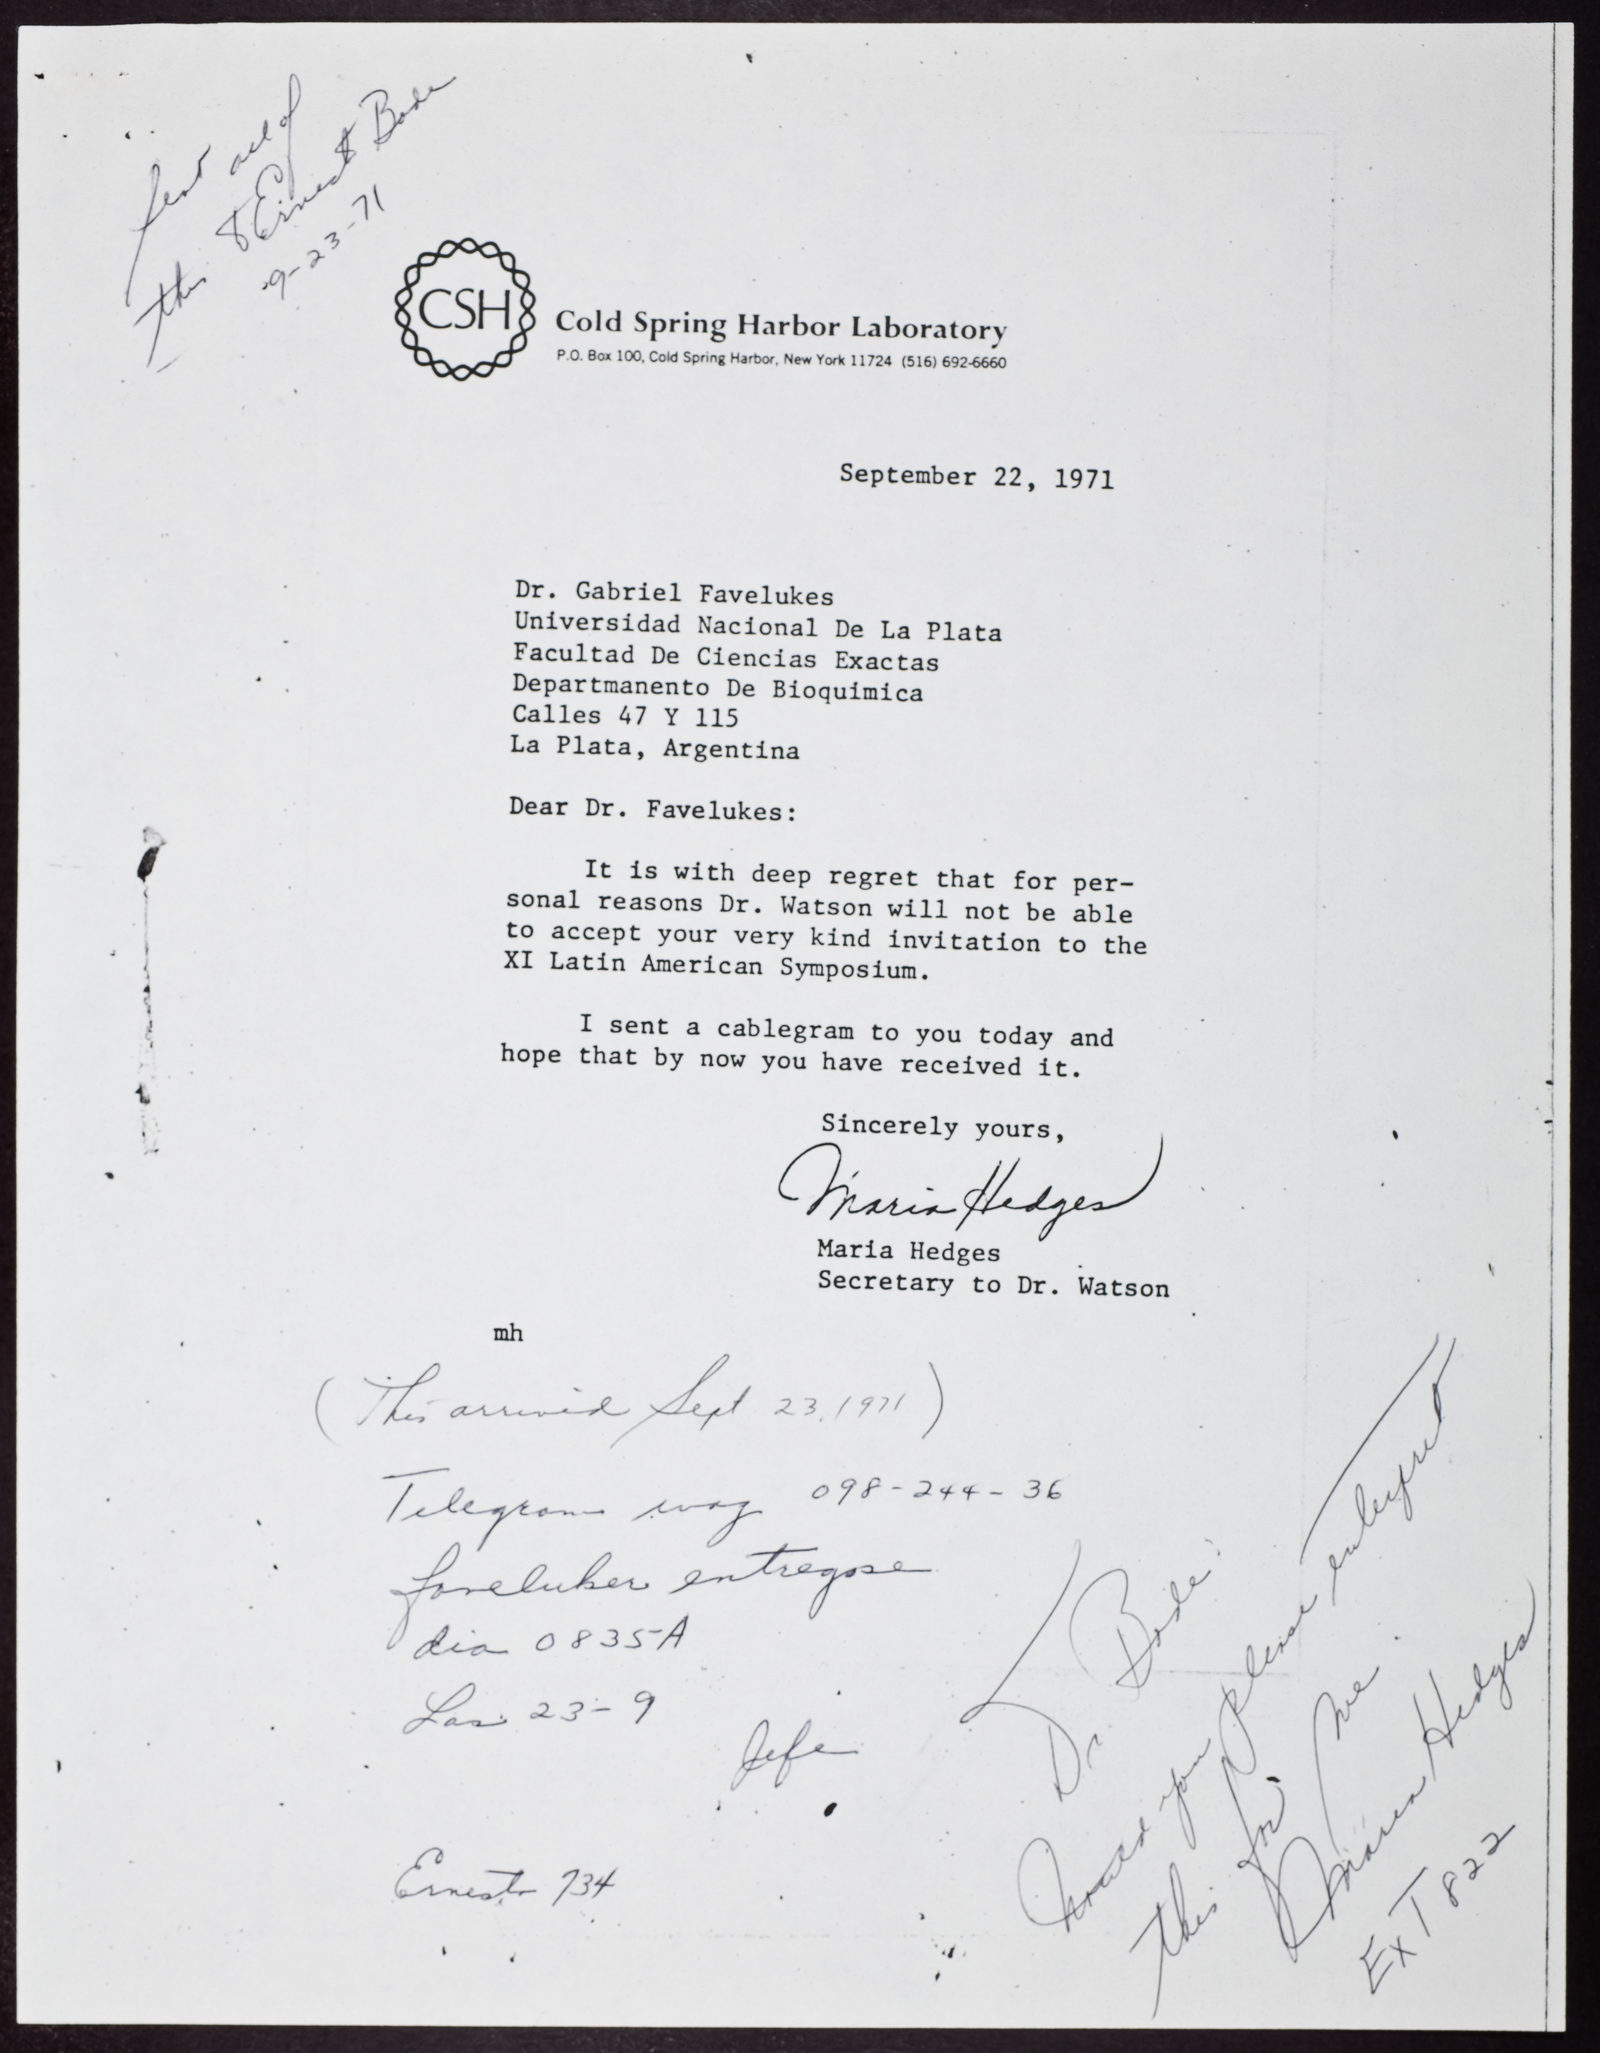 Sent all of
this to Ernest Bode
9-23-71
CSH
Cold Spring Harbor Laboratory
P.O. Box 100, Cold Spring Harbor, New York 11724 (516) 692-6660
September 22, 1971
Dr. Gabriel Favelukes
Universidad Nacional De La Plata
Facultad De Ciencias Exactas
Departmanento De Bioquimica
Calles 47 Y 115
La Plata, Argentina
Dear Dr. Favelukes:
It is with deep regret that for per-
sonal reasons Dr. Watson will not be able
to accept your very kind invitation to the
XI Latin American Symposium.
I sent a cablegram to you today and
hope that by now you have received it.
Sincerely yours,
Maria Hedges
Maria Hedges
Secretary to Dr. Watson
mh
(This arrived Sept 23, 1971)
Telegram 098-244-36
entregose
dia 0835A
Las 23-9
Jefe
Ernesto 734
Dr. Bode:
Would you please interpret
this for me.
Maria Hedges
ExT 822